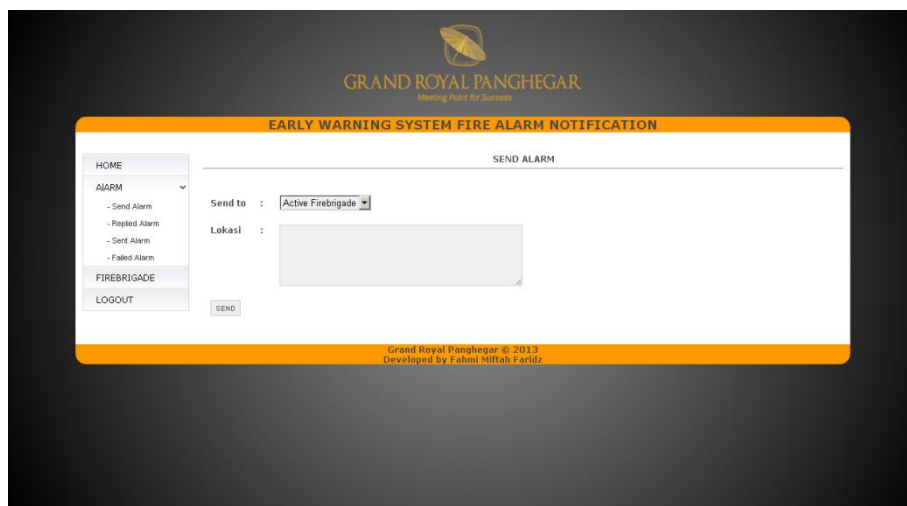 GRAND ROYAL PANGHEGAR
Meeting Point for Success
EARLY WARNING SYSTEM FIRE ALARM NOTIFICATION
HOME
AlARM
- Send Alarm
- Replied Alarm
- Sent Alarm
- Failed Alarm
FIREBRIGADE
LOGOUT
SEND ALARM
Send to : Active Firebrigade
Lokasi :
SEND
Grand Royal Panghegar © 2013
Developed by Fahmi Miftah Faridz